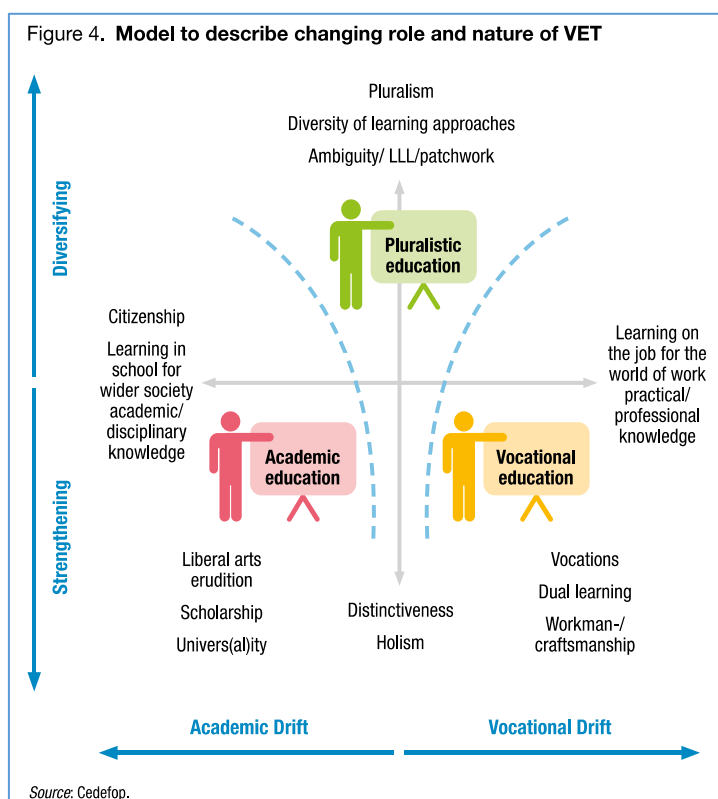 Figure 4. Model to describe changing role and nature of VET
Pluralism
Diversity of learning approaches
Ambiguity/ LLL/patchwork
Diversifying
Pluralistic
education
Citizenship
Learning in
school for
wider society
academic/
disciplinary
knowledge
Learning on
the job for the
world of work
practical/
professional
knowledge
Strengthening
Academic
education
Vocational
education
Liberal arts
erudition
Scholarship
Univers(al)ity
Distinctiveness
Holism
Vocations
Dual learning
Workman-/
craftsmanship
Academic Drift
Vocational Drift
Source: Cedefop.